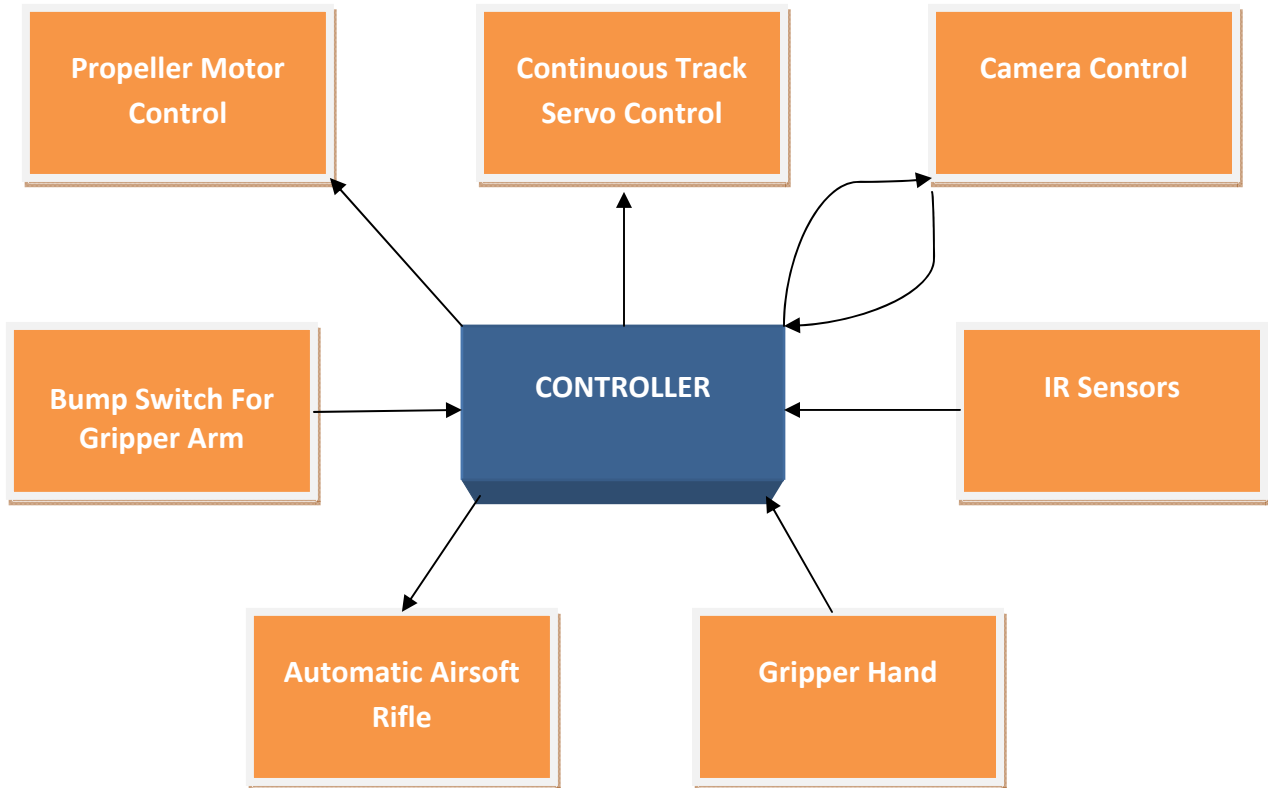 Propeller Motor
Control
Continuous Track
Servo Control
Camera Control
Bump Switch For
Gripper Arm
CONTROLLER
IR Sensors
Automatic Airsoft
Rifle
Gripper Hand